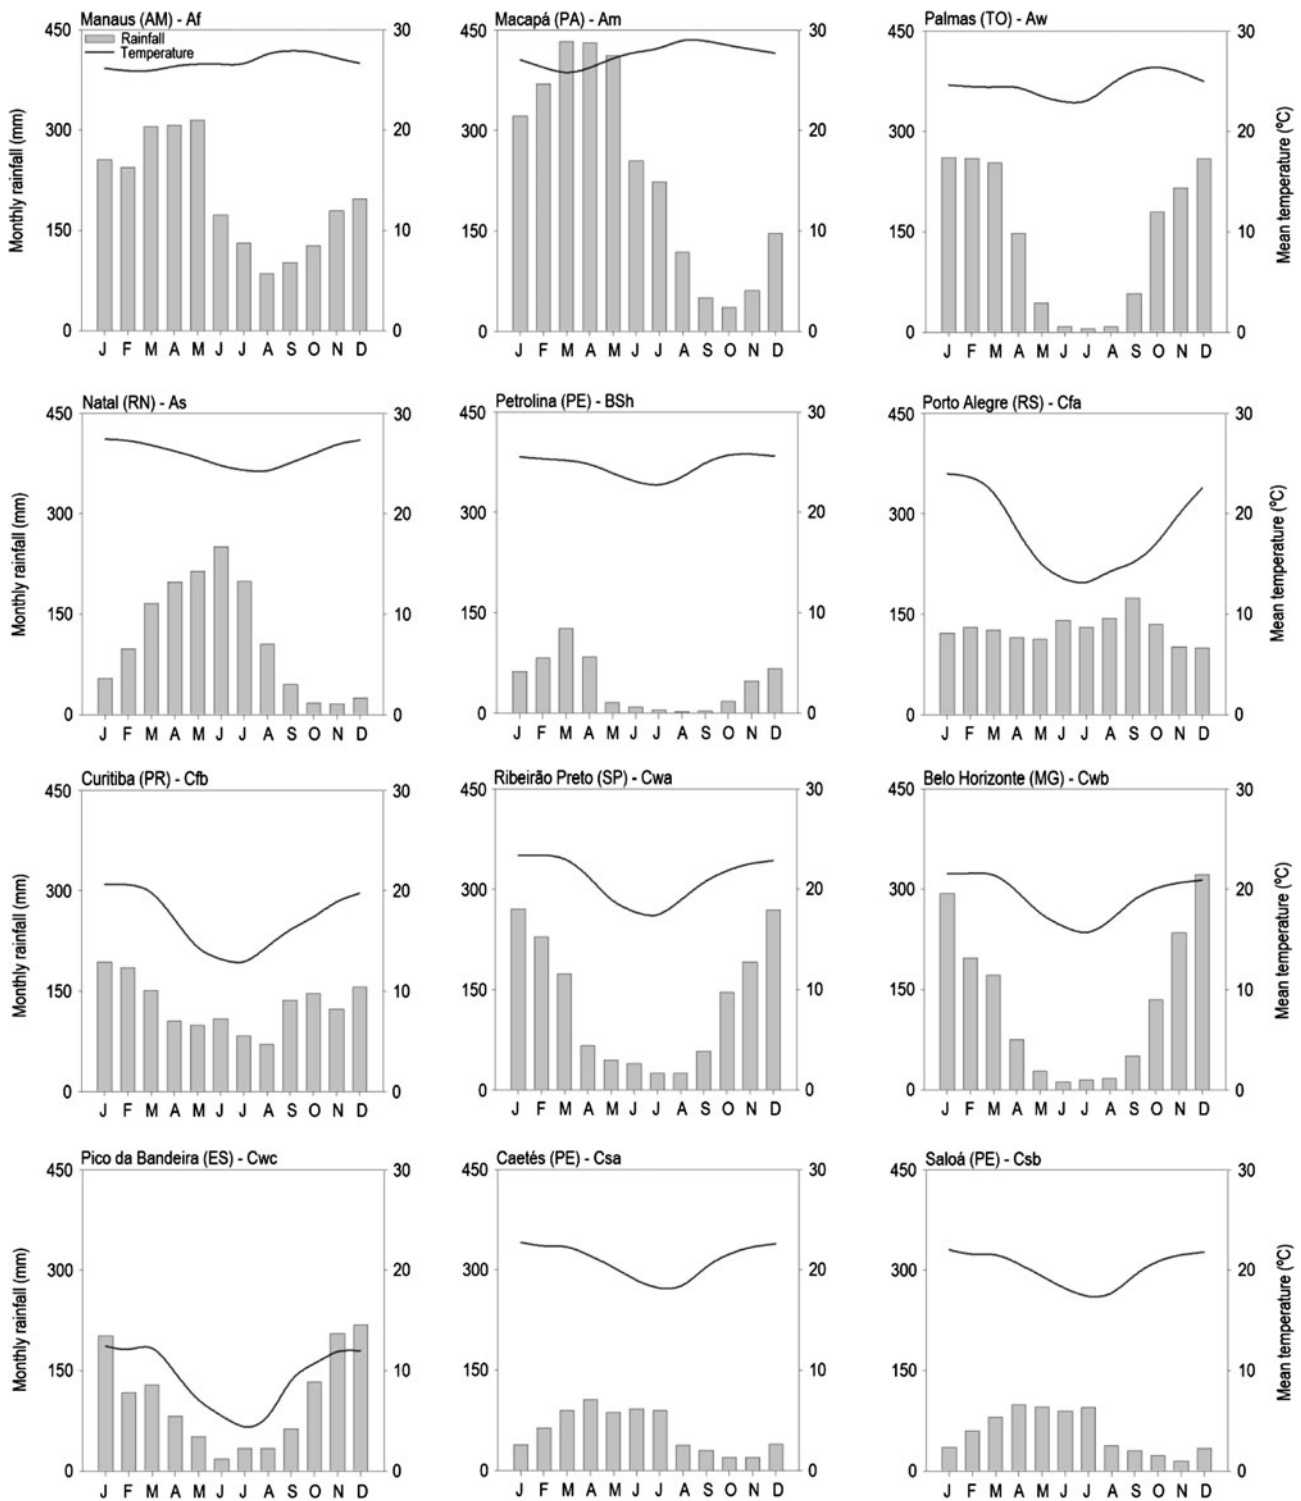 Manaus (AM) - Af
Macapá (PA) - Am
Palmas (TO) - Aw
450 30 450 30 450 30
Rainfall
Temperature
300 20 300 20 300 20
Monthly rainfall (mm)
Mean temperature (ºC)
150 10 150 10 150 10
0 0 0 0 0 0
J F M A M J J A S O N D
J F M A M J J A S O N D
J F M A M J J A S O N D
Natal (RN) - As
Petrolina (PE) - BSh
Porto Alegre (RS) - Cfa
450 30 450 30 450 30
300 20 300 20 300 20
Monthly rainfall (mm)
Mean temperature (ºC)
150 10 150 10 150 10
0 0 0 0 0 0
J F M A M J J A S O N D
J F M A M J J A S O N D
J F M A M J J A S O N D
Curitiba (PR) - Cfb
Ribeirão Preto (SP) - Cwa
Belo Horizonte (MG) - Cwb
450 30 450 30 450 30
300 20 300 20 300 20
Monthly rainfall (mm)
Mean temperature (ºC)
150 10 150 10 150 10
0 0 0 0 0 0
J F M A M J J A S O N D
J F M A M J J A S O N D
J F M A M J J A S O N D
Pico da Bandeira (ES) - Cwc
Caetés (PE) - Csa
Saloá (PE) - Csb
450 30 450 30 450 30
300 20 300 20 300 20
Monthly rainfall (mm)
Mean temperature (ºC)
150 10 150 10 150 10
0 0 0 0 0 0
J F M A M J J A S O N D
J F M A M J J A S O N D
J F M A M J J A S O N D